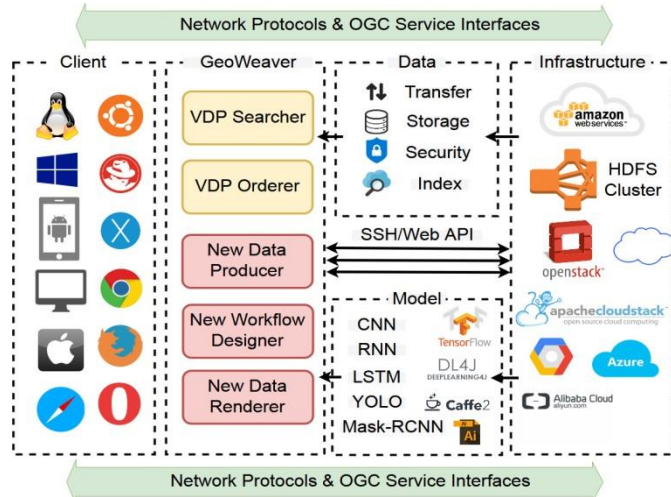 Network Protocols & OGC Service Interfaces
Client
GeoWeaver
VDP Searcher
VDP Orderer
New Data
Producer
New Workflow
Designer
New Data
Renderer
Data
Transfer
Storage
Security
Index
SSH/Web API
Model
CNN
RNN
LSTM
YOLO
Mask-RCNN
TensorFlow
DL4J
DEEPLEARNING4J
Caffe2
Ai
Infrastructure
amazon
webservices™
HDFS
Cluster
openstack™
apachecloudstack™
open source cloud computing
Azure
Alibaba Cloud
aliyun.com
Network Protocols & OGC Service Interfaces